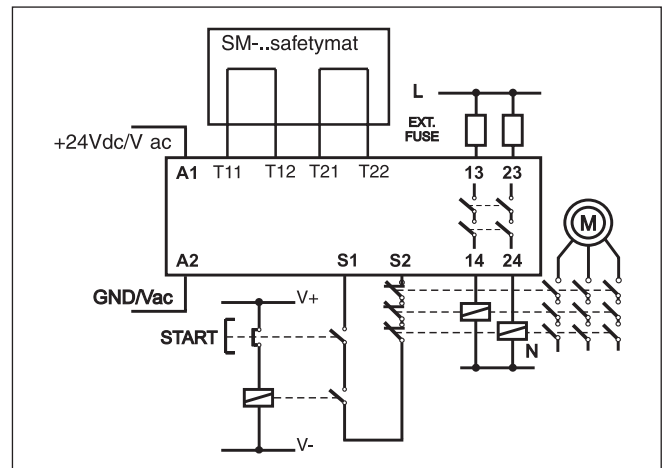 SM-..safetymat
L
EXT.
FUSE
+24Vdc/V ac
A1 T11 T12 T21 T22 13 23
M
A2 S1 S2 14 24
GND/Vac
V+
START
N
V-